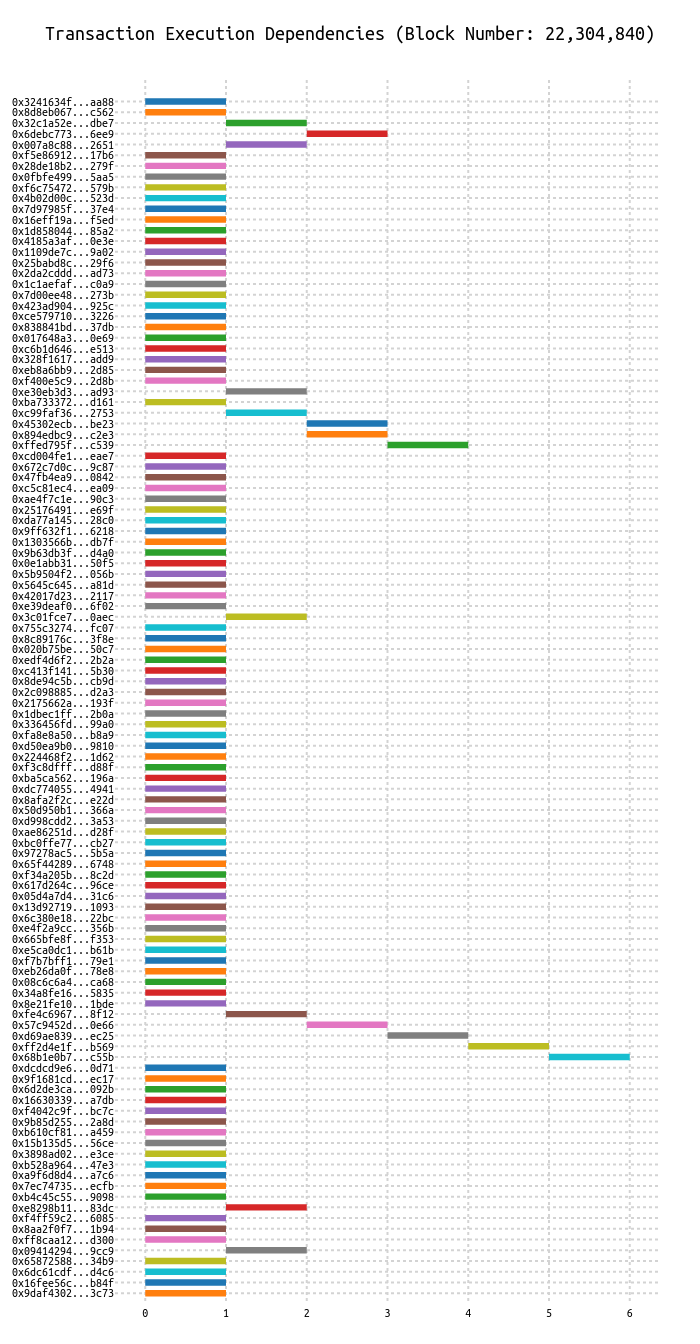 Transaction Execution Dependencies (Block Number: 22,304,840)
0x3241634f...aa88
0x8d8eb067...c562
0x32c1a52e...dbe7
0x6debc773...6ee9
0x007a8c88...2651
0xf5e86912...17b6
0x28de18b2...279f
0x0fbfe499...5aa5
0xf6c75472...579b
0x4b02d00c...523d
0x7d97985f...37e4
0x16eff19a...f5ed
0x1d858044...85a2
0x4185a3af...0e3e
0x1109de7c...9a02
0x25babd8c...29f6
0x2da2cddd...ad73
0x1c1aefaf...c0a9
0x7d00ee48...273b
0x423ad904...925c
0xce579710...3226
0x838841bd...37db
0x017648a3...0e69
0xc6b1d646...e513
0x328f1617...add9
0xeb8a6bb9...2d85
0xf400e5c9...2d8b
0xe30eb3d3...ad93
0xba733372...d161
0xc99faf36...2753
0x45302ecb...be23
0x894edbc9...c2e3
0xffed795f...c539
0xcd004fe1...eae7
0x672c7d0c...9c87
0x47fb4ea9...0842
0xc5c81ec4...ea09
0xae4f7c1e...90c3
0x25176491...e69f
0xda77a145...28c0
0x9ff632f1...6218
0x1303566b...db7f
0x9b63db3f...d4a0
0x0e1abb31...50f5
0x5b9504f2...056b
0x5645c645...a81d
0x42017d23...2117
0xe39deaf0...6f02
0x3c01fce7...0aec
0x755c3274...fc07
0x8c89176c...3f8e
0x020b75be...50c7
0xedf4d6f2...2b2a
0xc413f141...5b30
0x8de94c5b...cb9d
0x2c098885...d2a3
0x2175662a...193f
0x1dbec1ff...2b0a
0x336456fd...99a0
0xfa8e8a50...b8a9
0xd50ea9b0...9810
0x224468f2...1d62
0xf3c8dfff...d88f
0xba5ca562...196a
0xdc774055...4941
0x8afa2f2c...e22d
0x50d950b1...366a
0xd998cdd2...3a53
0xae86251d...d28f
0xbc0ffe77...cb27
0x97278ac5...5b5a
0x65f44289...6748
0xf34a205b...8c2d
0x617d264c...96ce
0x05d4a7d4...31c6
0x13d92719...1093
0x6c380e18...22bc
0xe4f2a9cc...356b
0x665bfe8f...f353
0xe5ca0dc1...b61b
0xf7b7bff1...79e1
0xeb26da0f...78e8
0x08c6c6a4...ca68
0x34a8fe16...5835
0x8e21fe10...1bde
0xfe4c6967...8f12
0x57c9452d...0e66
0xd69ae839...ec25
0xff2d4e1f...b569
0x68b1e0b7...c55b
0xdcdcd9e6...0d71
0x9f1681cd...ec17
0x6d2de3ca...092b
0x16630339...a7db
0xf4042c9f...bc7c
0x9b85d255...2a8d
0xb610cf81...a459
0x15b135d5...56ce
0x3898ad02...e3ce
0xb528a964...47e3
0xa9f6d8d4...a7c6
0x7ec74735...ecfb
0xb4c45c55...9098
0xe8298b11...83dc
0xf4ff59c2...6085
0x8aa2f0f7...1b94
0xff8caa12...d300
0x09414294...9cc9
0x65872588...34b9
0x6dc61cdf...d4c6
0x16fee56c...b84f
0x9daf4302...3c73
0 1 2 3 4 5 6